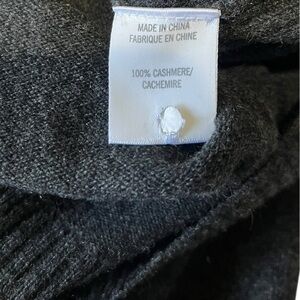 MADE IN CHINA
FABRIQUE EN CHINE
100% CASHMERE/
CACHEMIRE